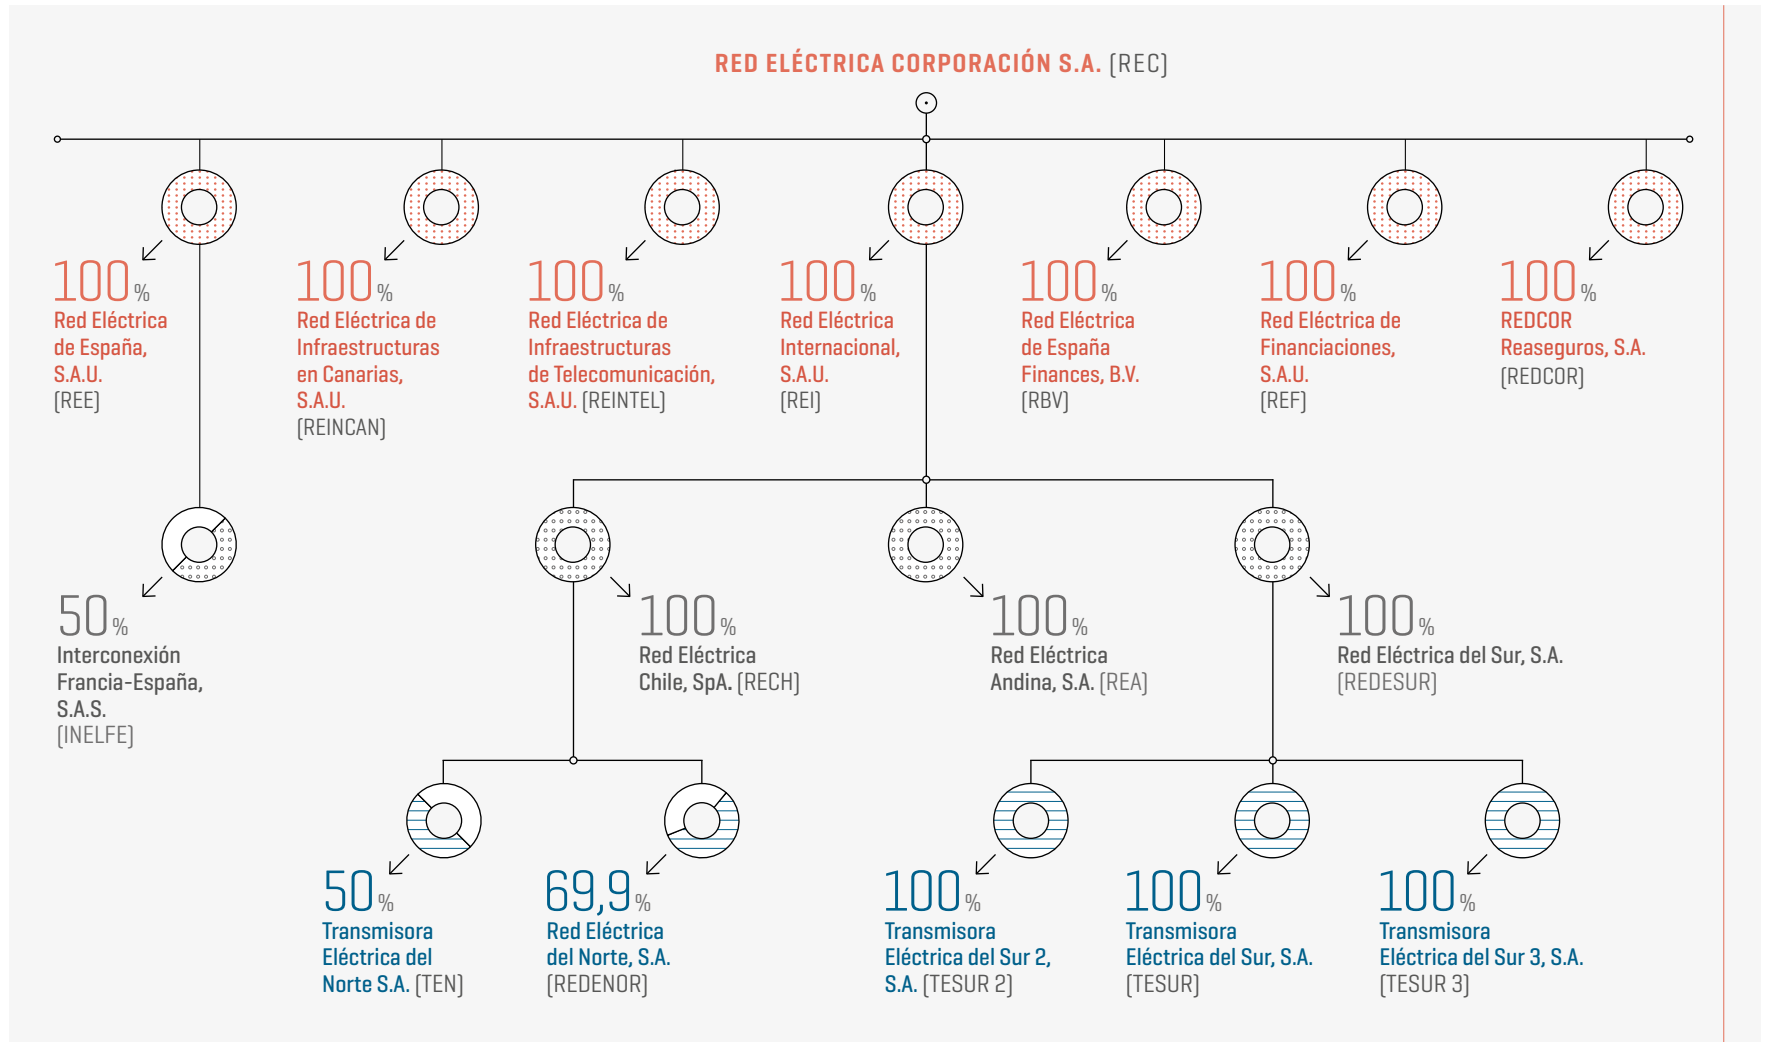 RED ELÉCTRICA CORPORACIÓN S.A. (REC)
100%
Red Eléctrica
de España,
S.A.U.
(REE)
100%
Red Eléctrica de
Infraestructuras
en Canarias,
S.A.U.
(REINCAN)
100%
Red Eléctrica de
Infraestructuras
de Telecomunicación,
S.A.U. (REINTEL)
100%
Red Eléctrica
Internacional,
S.A.U.
(REI)
100%
Red Eléctrica
de España
Finances, B.V.
(RBV)
100%
Red Eléctrica de
Financiaciones,
S.A.U.
(REF)
100%
REDCOR
Reaseguros, S.A.
(REDCOR)
50%
Interconexión
Francia-España,
S.A.S.
(INELFE)
100%
Red Eléctrica
Chile, SpA. (RECH)
100%
Red Eléctrica
Andina, S.A. (REA)
100%
Red Eléctrica del Sur, S.A.
(REDESUR)
50%
Transmisora
Eléctrica del
Norte S.A. (TEN)
69,9%
Red Eléctrica
del Norte, S.A.
(REDENOR)
100%
Transmisora
Eléctrica del Sur 2,
S.A. (TESUR 2)
100%
Transmisora
Eléctrica del Sur, S.A.
(TESUR)
100%
Transmisora
Eléctrica del Sur 3, S.A.
(TESUR 3)